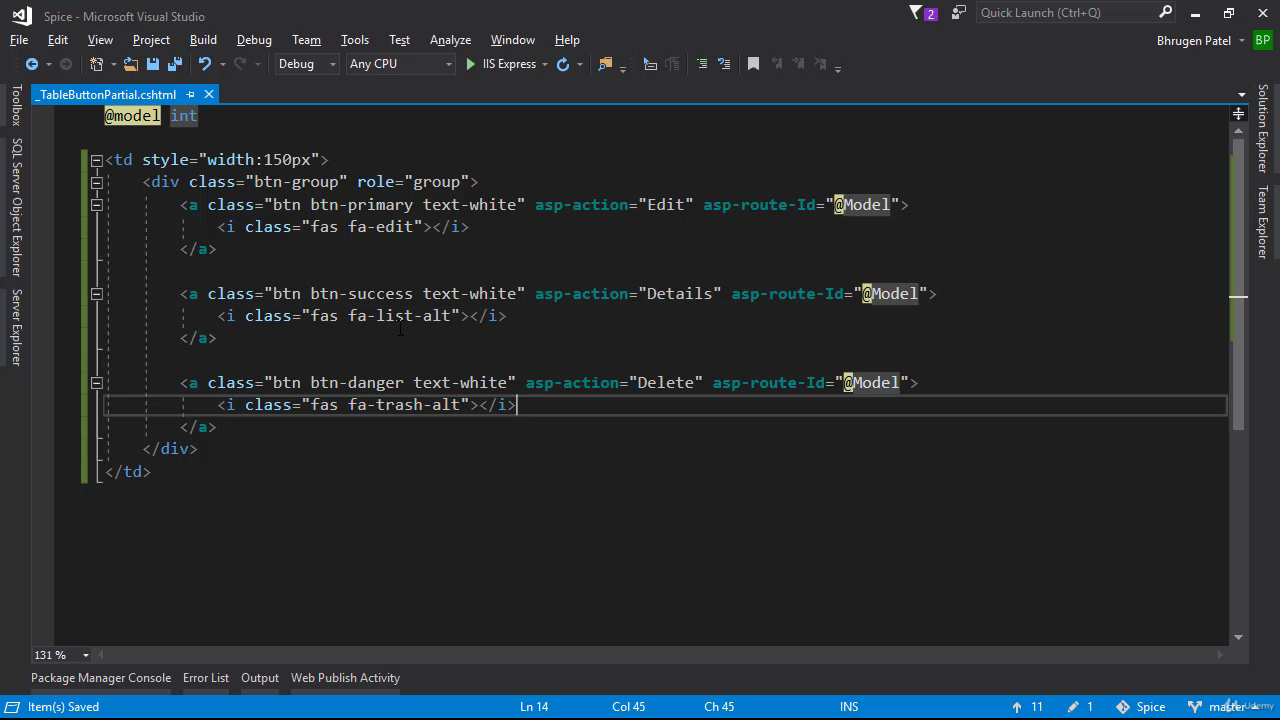 Spice - Microsoft Visual Studio
2
Quick Launch (Ctrl+Q)
File Edit View Project Build Debug Team Tools Test Analyze Window Help
Bhrugen Patel BP
Debug Any CPU IIS Express
_TableButtonPartial.cshtml
Toolbox
SQL Server Object Explorer
Server Explorer
Solution Explorer
Team Explorer
@model int
<td style="width:150px">
<div class="btn-group" role="group">
<a class="btn btn-primary text-white" asp-action="Edit" asp-route-Id="@Model">
<i class="fas fa-edit"></i>
</a>
<a class="btn btn-success text-white" asp-action="Details" asp-route-Id="@Model">
<i class="fas fa-list-alt"></i>
</a>
<a class="btn btn-danger text-white" asp-action="Delete" asp-route-Id="@Model">
<i class="fas fa-trash-alt"></i>
</a>
</div>
</td>
131 %
Package Manager Console Error List Output Web Publish Activity
Item(s) Saved Ln 14 Col 45 Ch 45 INS 11 1 Spice master
Udemy